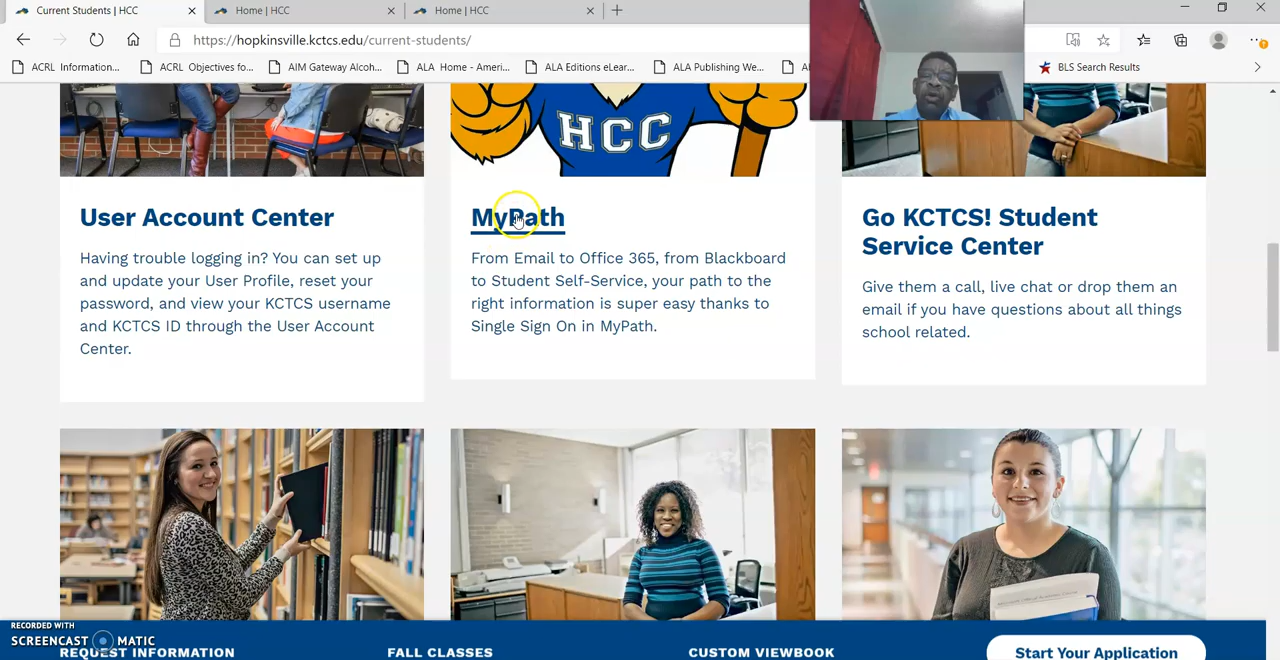 Current Students | HCC
Home | HCC
Home | HCC
https://hopkinsville.kctcs.edu/current-students/
ACRL Information...
ACRL Objectives fo...
AIM Gateway Alcoh...
ALA Home - Ameri...
ALA Editions eLear...
ALA Publishing We...
BLS Search Results
HCC
User Account Center
Having trouble logging in? You can set up
and update your User Profile, reset your
password, and view your KCTCS username
and KCTCS ID through the User Account
Center.
MyPath
From Email to Office 365, from Blackboard
to Student Self-Service, your path to the
right information is super easy thanks to
Single Sign On in MyPath.
Go KCTCS! Student
Service Center
Give them a call, live chat or drop them an
email if you have questions about all things
school related.
RECORDED WITH
SCREENCAST MATIC
REQUEST INFORMATION
FALL CLASSES
CUSTOM VIEWBOOK
Start Your Application